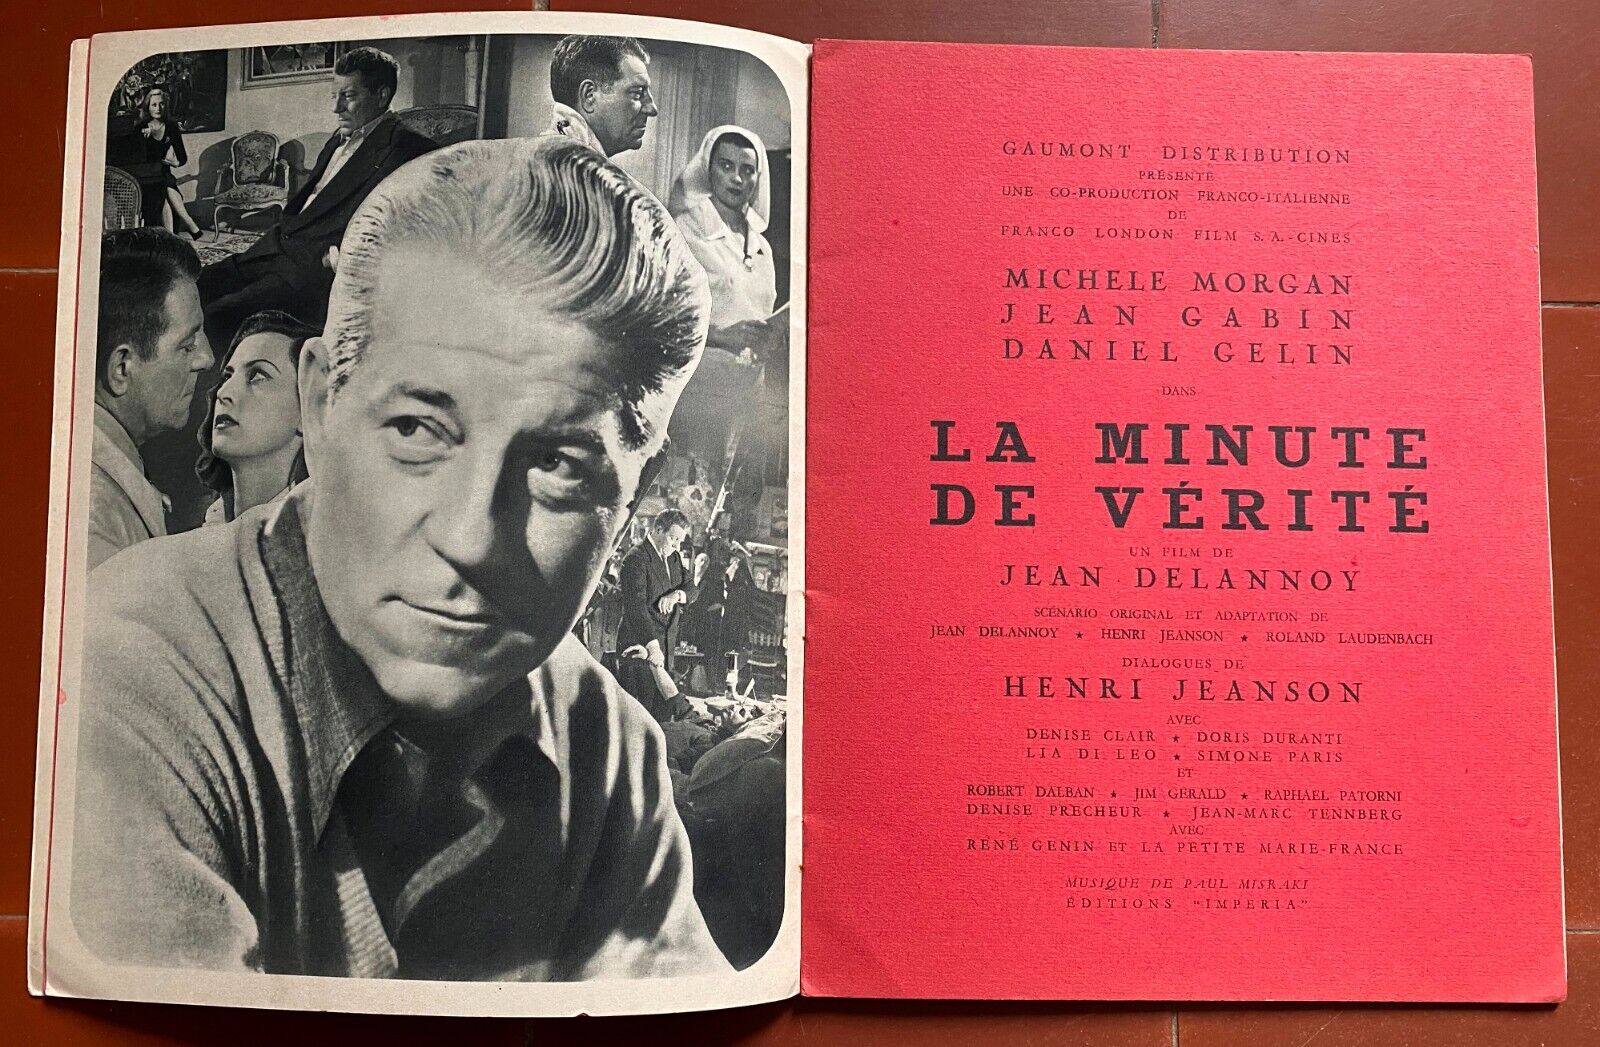 GAUMONT DISTRIBUTION
PRÉSENTE
UNE CO-PRODUCTION FRANCO-ITALIENNE
DE
FRANCO LONDON FILM S.A.-CINES
MICHELE MORGAN
JEAN GABIN
DANIEL GELIN
DANS
LA MINUTE
DE VÉRITÉ
UN FILM DE
JEAN DELANNOY
SCÉNARIO ORIGINAL ET ADAPTATION DE
JEAN DELANNOY ★ HENRI JEANSON ★ ROLAND LAUDENBACH
DIALOGUES DE
HENRI JEANSON
AVEC
DENISE CLAIR ★ DORIS DURANTI
LIA DI LEO ★ SIMONE PARIS
ET
ROBERT DALBAN ★ JIM GERALD ★ RAPHAEL PATORNI
DENISE PRECHEUR ★ JEAN-MARC TENNBERG
AVEC
RENÉ GENIN ET LA PETITE MARIE-FRANCE
MUSIQUE DE PAUL MISRAKI
ÉDITIONS "IMPERIA"